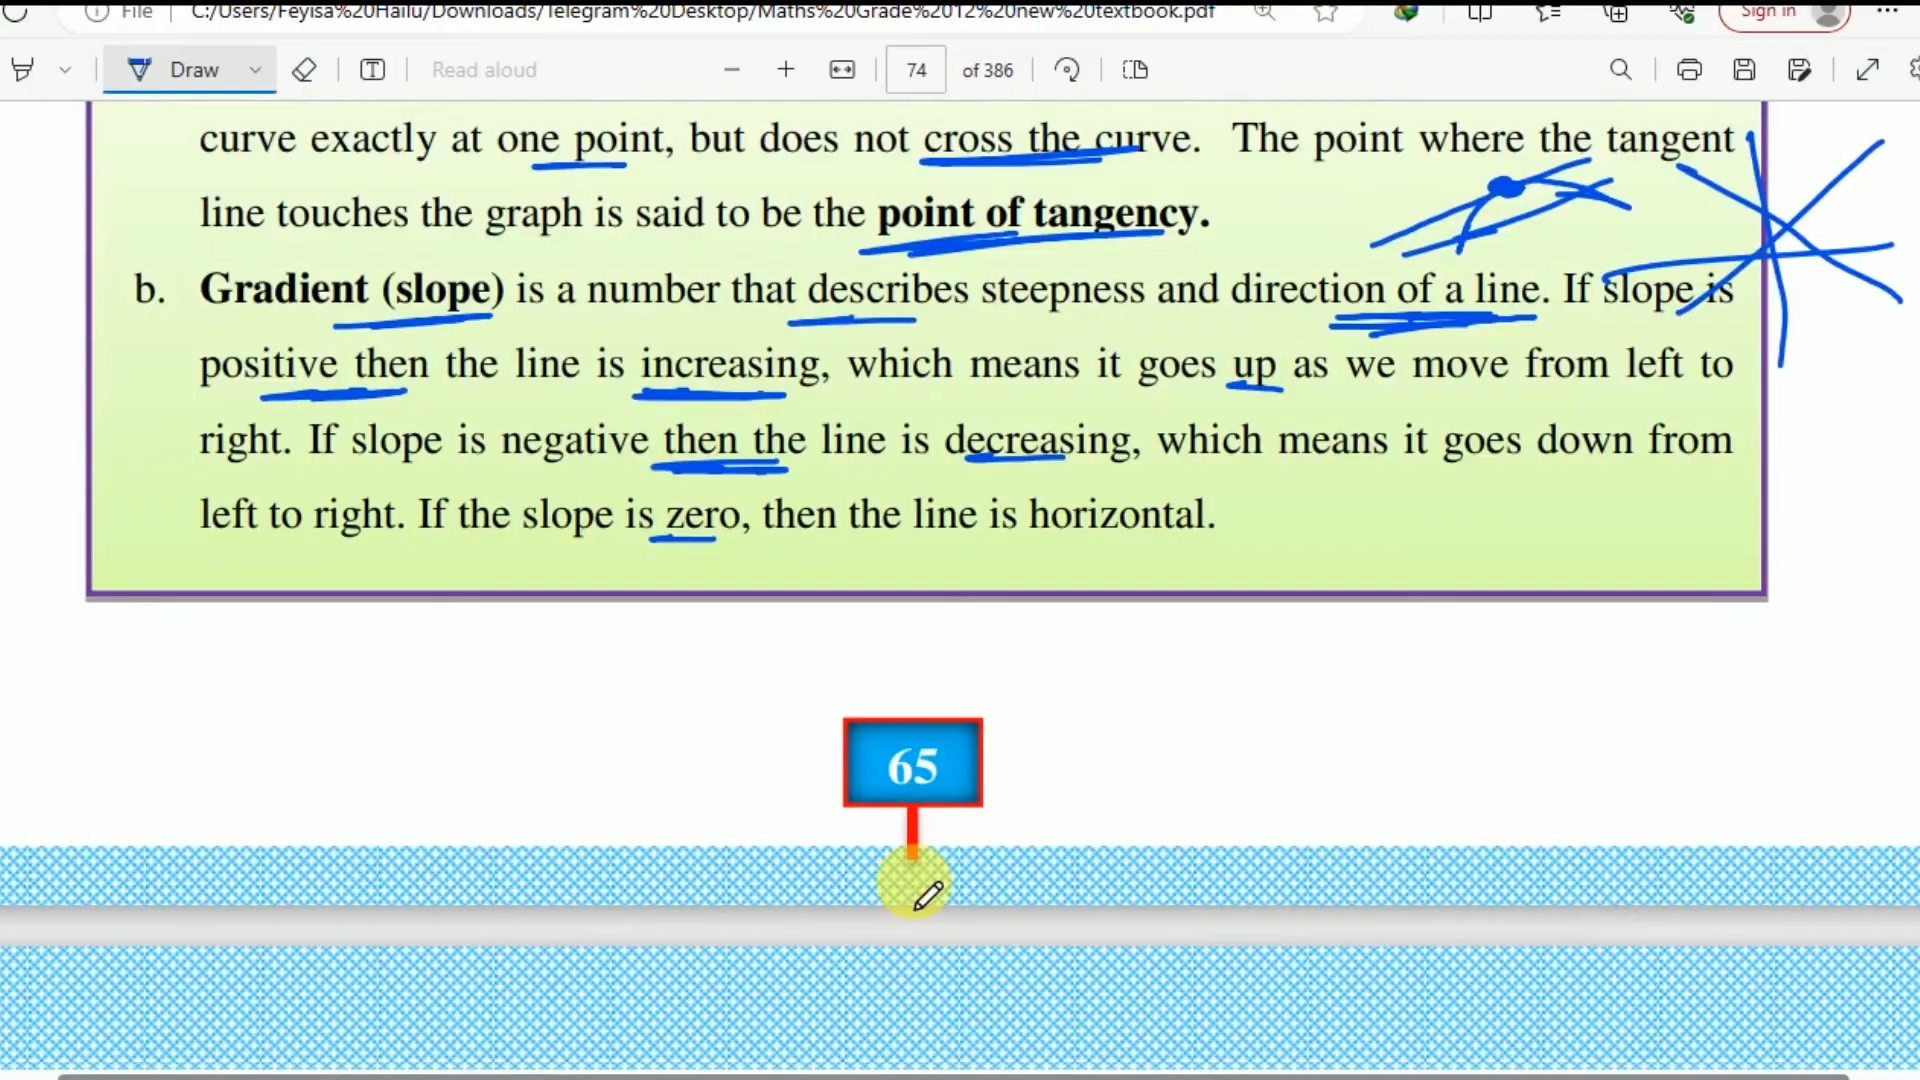 File C:/Users/Feyisa%20Hailu/Downloads/Telegram%20Desktop/Maths%20Grade%2012%20new%20textbook.pdf Sign in
Draw Read aloud 74 of 386
curve exactly at one point, but does not cross the curve. The point where the tangent
line touches the graph is said to be the point of tangency.
b. Gradient (slope) is a number that describes steepness and direction of a line. If slope is
positive then the line is increasing, which means it goes up as we move from left to
right. If slope is negative then the line is decreasing, which means it goes down from
left to right. If the slope is zero, then the line is horizontal.
65